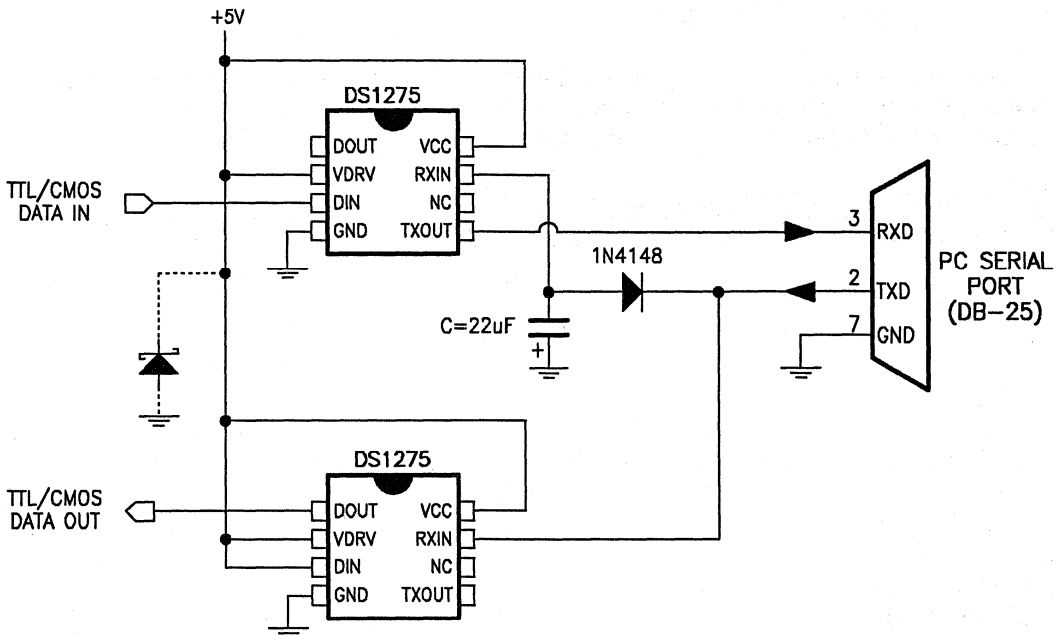 +5V
DS1275
DOUT VCC
VDRV RXIN
DIN NC
GND TXOUT
TTL/CMOS
DATA IN
1N4148
C=22uF
+
3 RXD
2 TXD
7 GND
PC SERIAL
PORT
(DB-25)
DS1275
DOUT VCC
VDRV RXIN
DIN NC
GND TXOUT
TTL/CMOS
DATA OUT